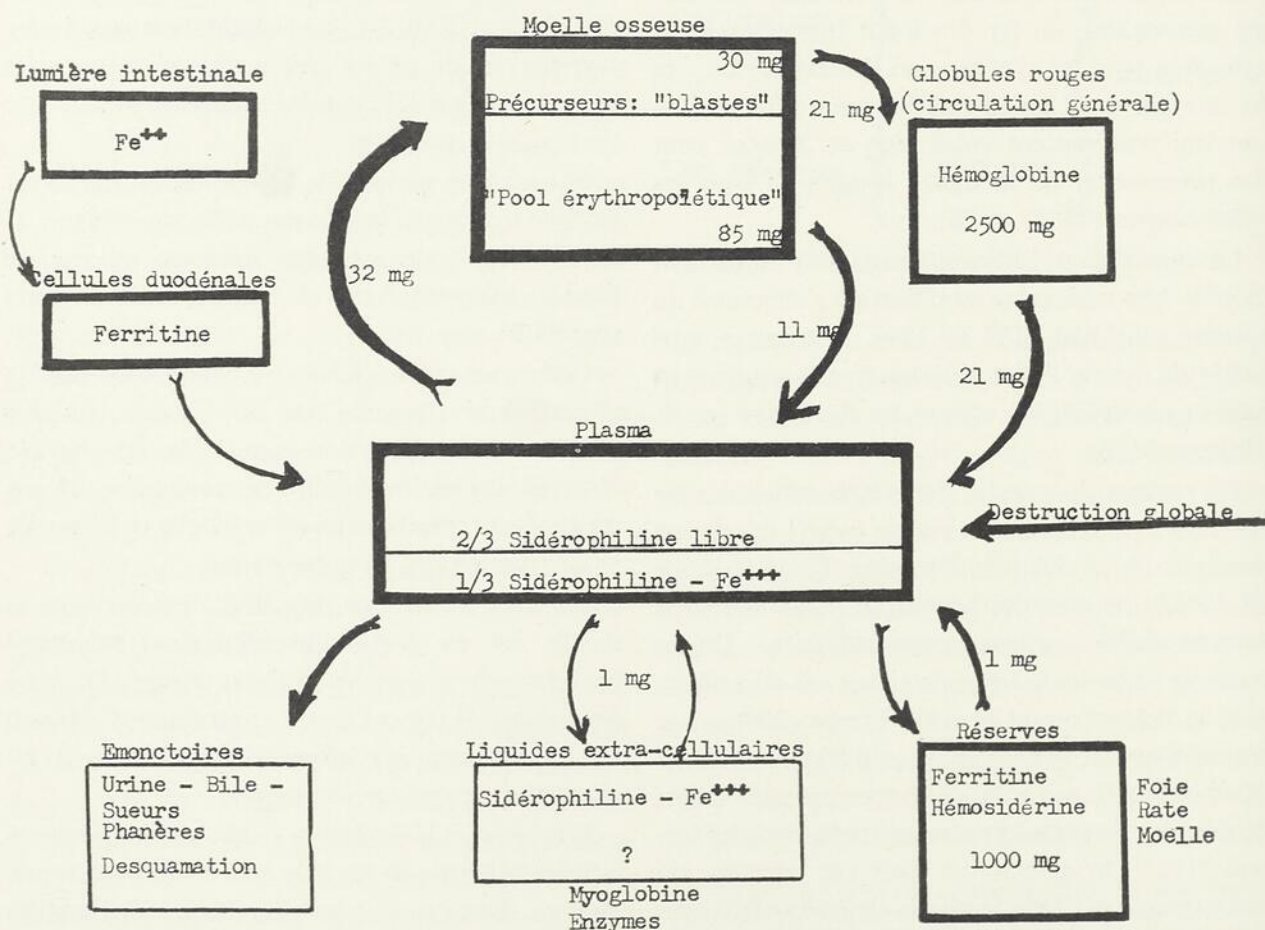 Moelle osseuse
30 mg
Précurseurs: "blastes"
"Pool érythropoïétique"
85 mg
Lumière intestinale
Fe+++
Cellules duodénales
Ferritine
32 mg
21 mg
Globules rouges
(circulation générale)
Hémoglobine
2500 mg
11 mg
21 mg
Plasma
2/3 Sidérophiline libre
1/3 Sidérophiline - Fe+++
Destruction globale
1 mg
1 mg
Emonctoires
Urine - Bile -
Sueurs
Phanères
Desquamation
Liquides extra-cellulaires
Sidérophiline - Fe+++
?
Myoglobine
Enzymes
Réserves
Ferritine
Hémosidérine
1000 mg
Foie
Rate
Moelle